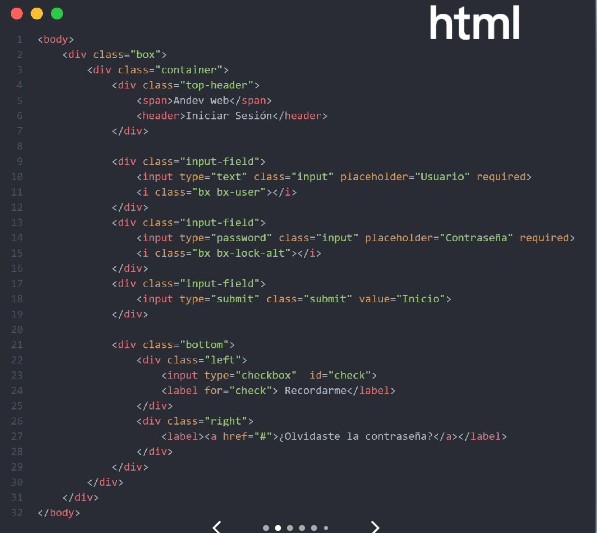 html
1 <body>
2 <div class="box">
3 <div class="container">
4 <div class="top-header">
5 <span>Andev web</span>
6 <header>Iniciar Sesión</header>
7 </div>
8
9 <div class="input-field">
10 <input type="text" class="input" placeholder="Usuario" required>
11 <i class="bx bx-user"></i>
12 </div>
13 <div class="input-field">
14 <input type="password" class="input" placeholder="Contraseña" required>
15 <i class="bx bx-lock-alt"></i>
16 </div>
17 <div class="input-field">
18 <input type="submit" class="submit" value="Inicio">
19 </div>
20
21 <div class="bottom">
22 <div class="left">
23 <input type="checkbox"  id="check">
24 <label for="check"> Recordarme</label>
25 </div>
26 <div class="right">
27 <label><a href="#">¿Olvidaste la contraseña?</a></label>
28 </div>
29 </div>
30 </div>
31 </div>
32 </body>